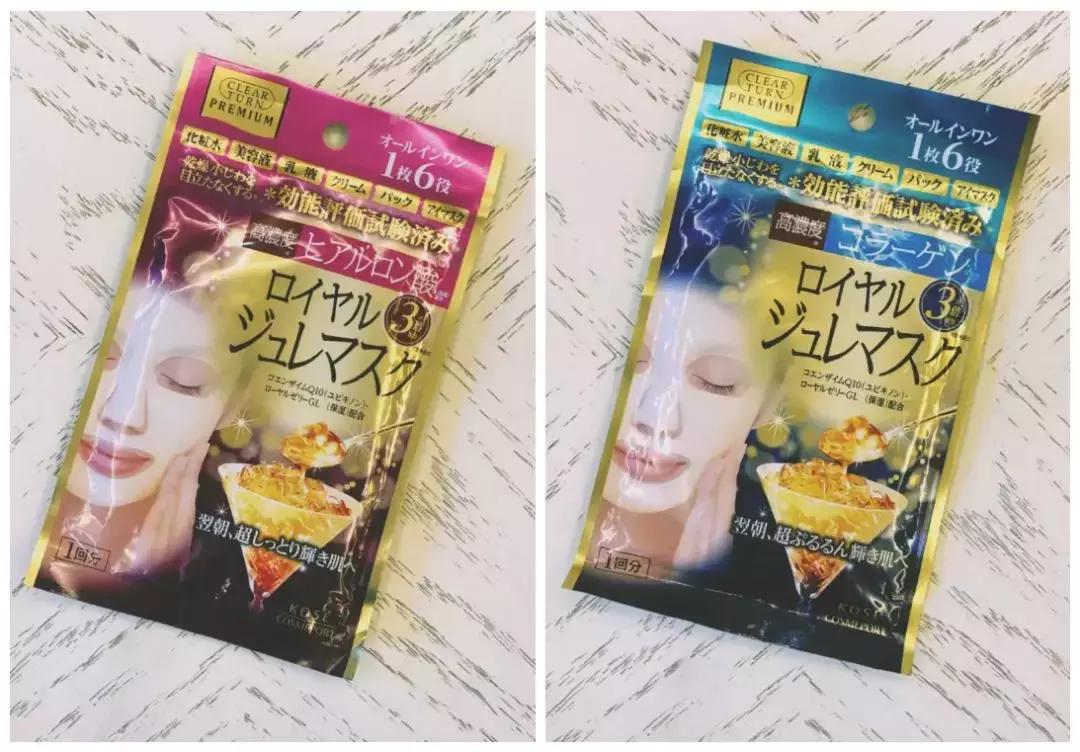 CLEAR
TURN
PREMIUM
オールインワン
1枚6役
化粧水 美容液 乳液 クリーム パック アイマスク
乾燥小じわを
目立たなくする。
*効能評価試験済み
高濃度 ヒアルロン酸
ロイヤル
ジュレマスク
3
コエンザイムQ10(ユビキノン)・
ローヤルゼリーGL (保湿)配合
翌朝、超しっとり輝き肌へ
1回分
KOSÉ
COSMEPORT
CLEAR
TURN
PREMIUM
オールインワン
1枚6役
化粧水 美容液 乳液 クリーム パック アイマスク
乾燥小じわを
目立たなくする。
*効能評価試験済み
高濃度 コラーゲン
ロイヤル
ジュレマスク
3
コエンザイムQ10(ユビキノン)・
ローヤルゼリーGL (保湿)配合
翌朝、超ぷるるん輝き肌へ
1回分
KOSÉ
COSMEPORT